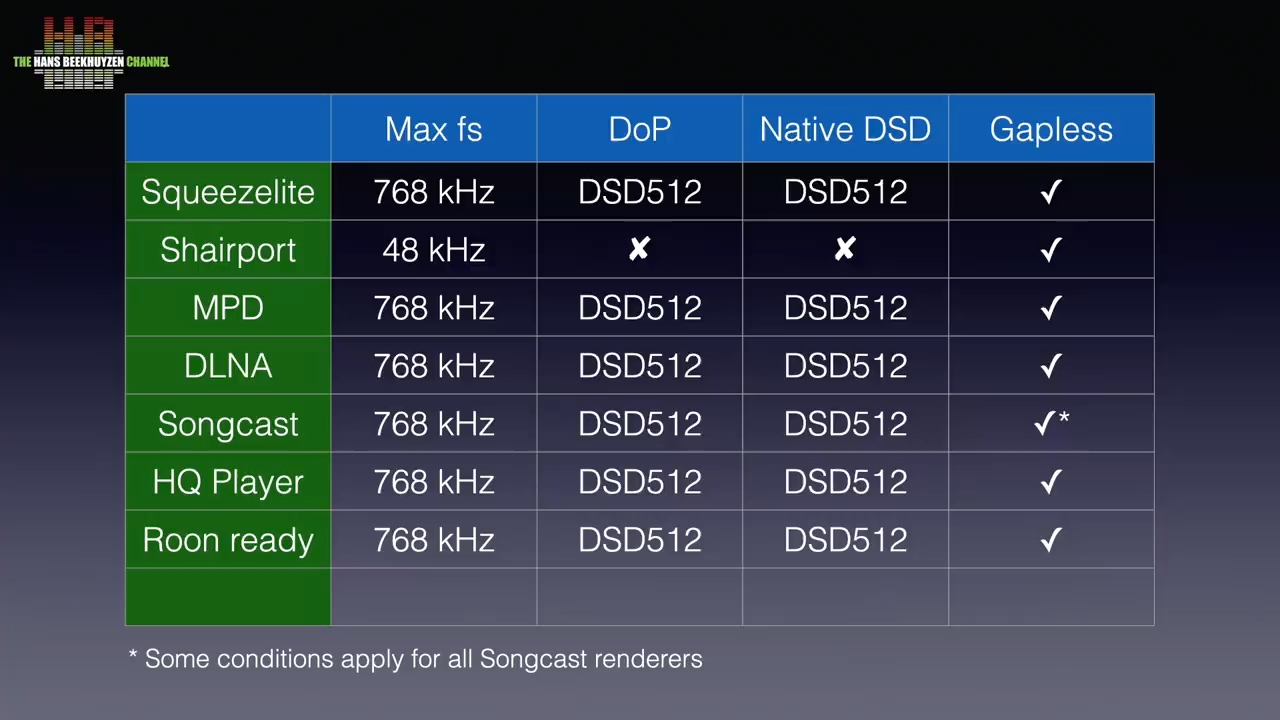 THE HANS BEEKHUYZEN CHANNEL
Max fs DoP Native DSD Gapless
Squeezelite 768 kHz DSD512 DSD512 ✓
Shairport 48 kHz ✘ ✘ ✓
MPD 768 kHz DSD512 DSD512 ✓
DLNA 768 kHz DSD512 DSD512 ✓
Songcast 768 kHz DSD512 DSD512 ✓*
HQ Player 768 kHz DSD512 DSD512 ✓
Roon ready 768 kHz DSD512 DSD512 ✓
* Some conditions apply for all Songcast renderers